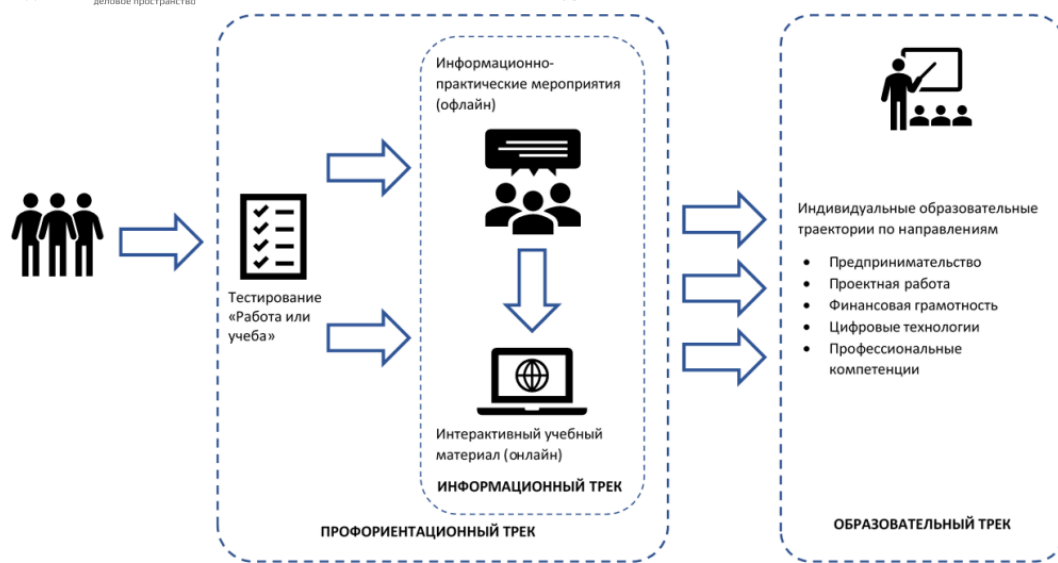 деловое пространство
Информационно-
практические мероприятия
(офлайн)
Тестирование
«Работа или
учеба»
Интерактивный учебный
материал (онлайн)
ИНФОРМАЦИОННЫЙ ТРЕК
ПРОФОРИЕНТАЦИОННЫЙ ТРЕК
Индивидуальные образовательные
траектории по направлениям
• Предпринимательство
• Проектная работа
• Финансовая грамотность
• Цифровые технологии
• Профессиональные
компетенции
ОБРАЗОВАТЕЛЬНЫЙ ТРЕК